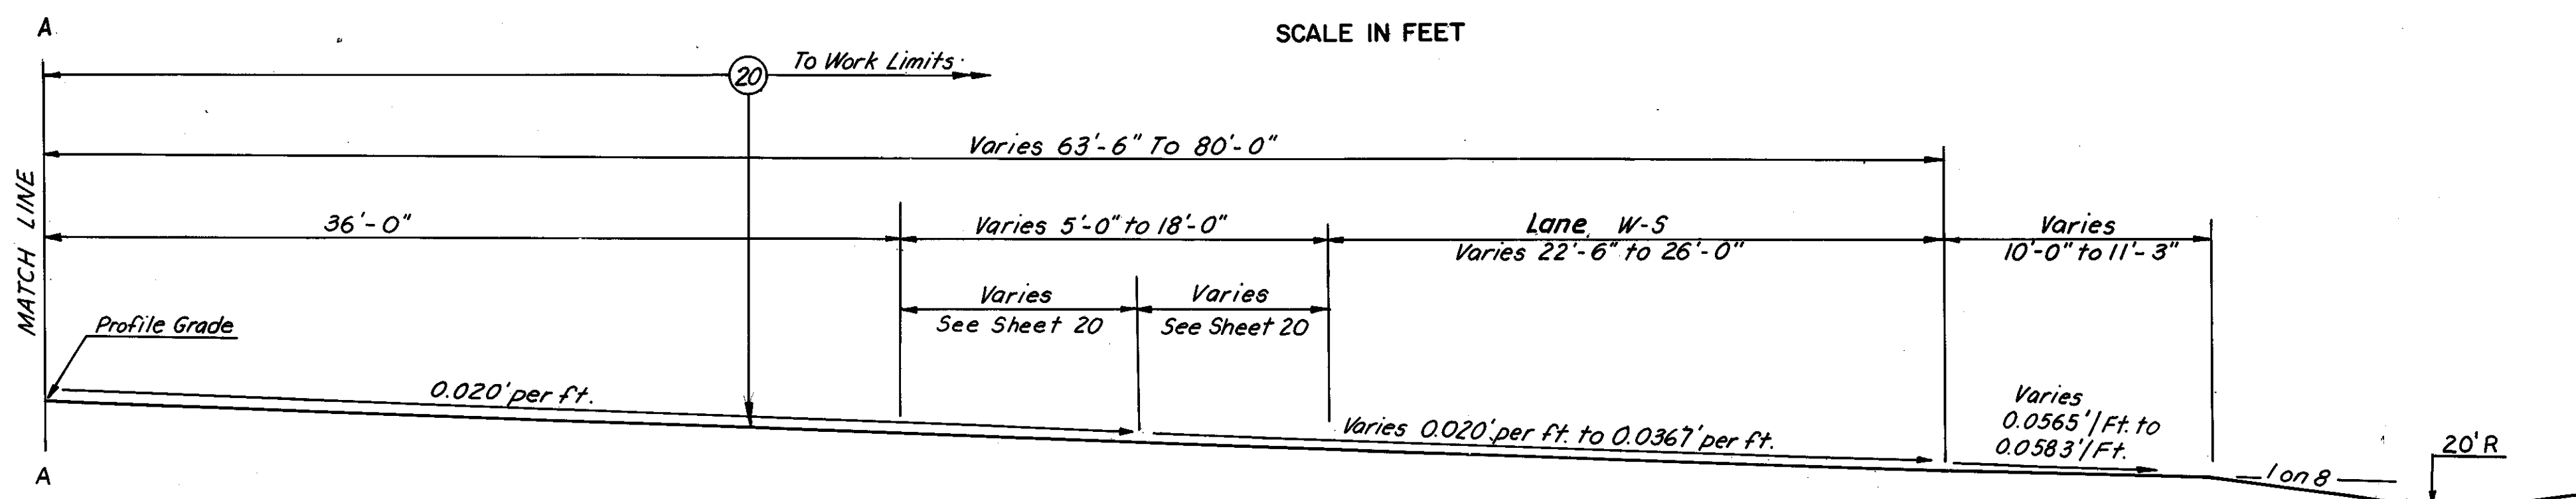 A
SCALE IN FEET
20 To Work Limits
Varies 63'-6" To 80'-0"
MATCH LINE
36'-0"
Varies 5'-0" to 18'-0"
Lane W-S
Varies 22'-6" to 26'-0"
Varies
10'-0" to 11'-3"
Varies
See Sheet 20
Varies
See Sheet 20
Profile Grade
0.020' per ft.
Varies 0.020' per ft. to 0.0367' per ft.
Varies
0.0565'/Ft. to
0.0583'/Ft.
1 on 8
20' R
A